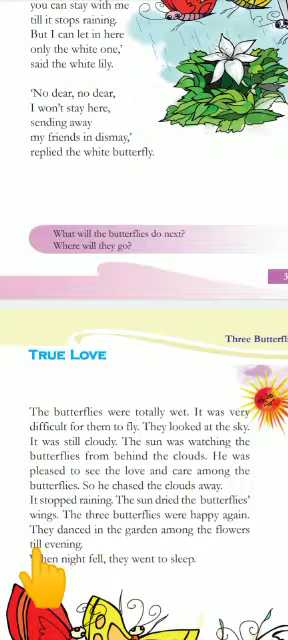 you can stay with me
till it stops raining.
But I can let in here
only the white one,’
said the white lily.
‘No dear, no dear,
I won’t stay here,
sending away
my friends in dismay,’
replied the white butterfly.
What will the butterflies do next?
Where will they go?
3
Three Butterfli
TRUE LOVE
The butterflies were totally wet. It was very
difficult for them to fly. They looked at the sky.
It was still cloudy. The sun was watching the
butterflies from behind the clouds. He was
pleased to see the love and care among the
butterflies. So he chased the clouds away.
It stopped raining. The sun dried the butterflies’
wings. The three butterflies were happy again.
They danced in the garden among the flowers
till evening.
When night fell, they went to sleep.